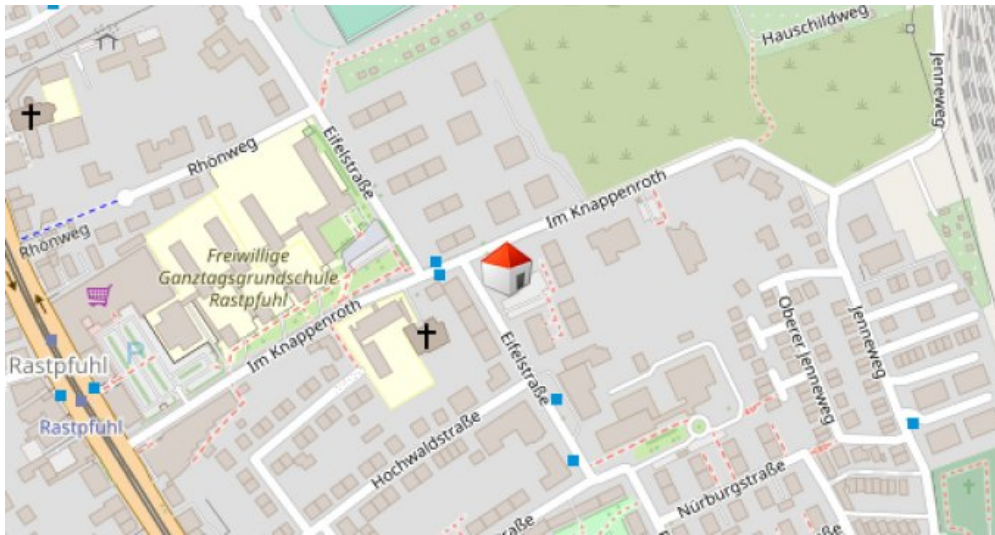 Hauschildweg
Jenneweg
Rhönweg
Eifelstraße
Im Knappenroth
Rhönweg
Freiwillige
Ganztagsgrundschule
Rastpfuhl
P
Im Knappenroth
Oberer Jenneweg
Jenneweg
Eifelstraße
Rastpfuhl
Rastpfuhl
Hochwaldstraße
Nürburgstraße